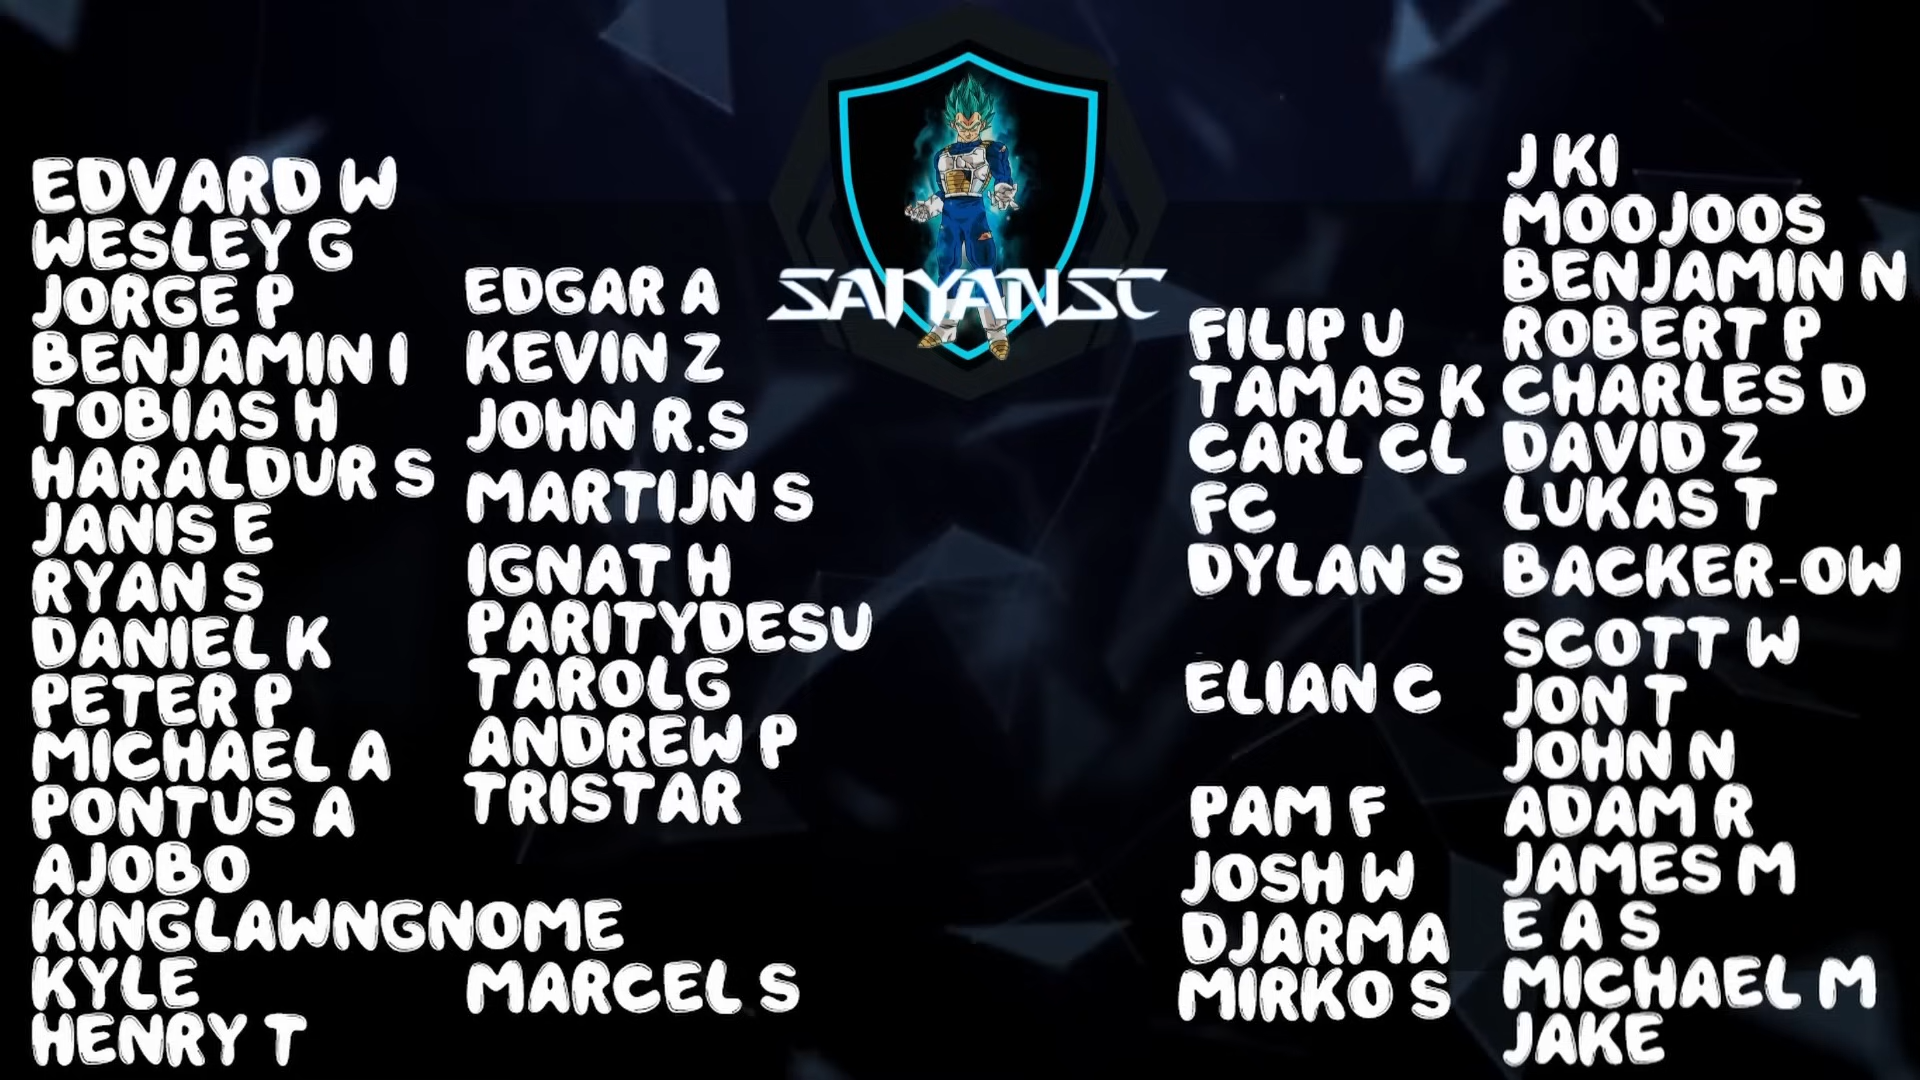 EDVARD W
WESLEY G
JORGE P
BENJAMIN I
TOBIAS H
HARALDUR S
JANIS E
RYAN S
DANIEL K
PETER P
MICHAEL A
PONTUS A
AJOBO
KINGLAWNGNOME
KYLE
HENRY T
EDGAR A
KEVIN Z
JOHN R.S
MARTIJN S
IGNAT H
PARITYDESU
TAROLG
ANDREW P
TRISTAR
MARCEL S
SAIYANSC
FILIP U
TAMAS K
CARL CL
FC
DYLAN S
ELIAN C
PAM F
JOSH W
DJARMA
MIRKO S
J KI
MOOJOOS
BENJAMIN N
ROBERT P
CHARLES D
DAVID Z
LUKAS T
BACKER-OW
SCOTT W
JON T
JOHN N
ADAM R
JAMES M
E A S
MICHAEL M
JAKE